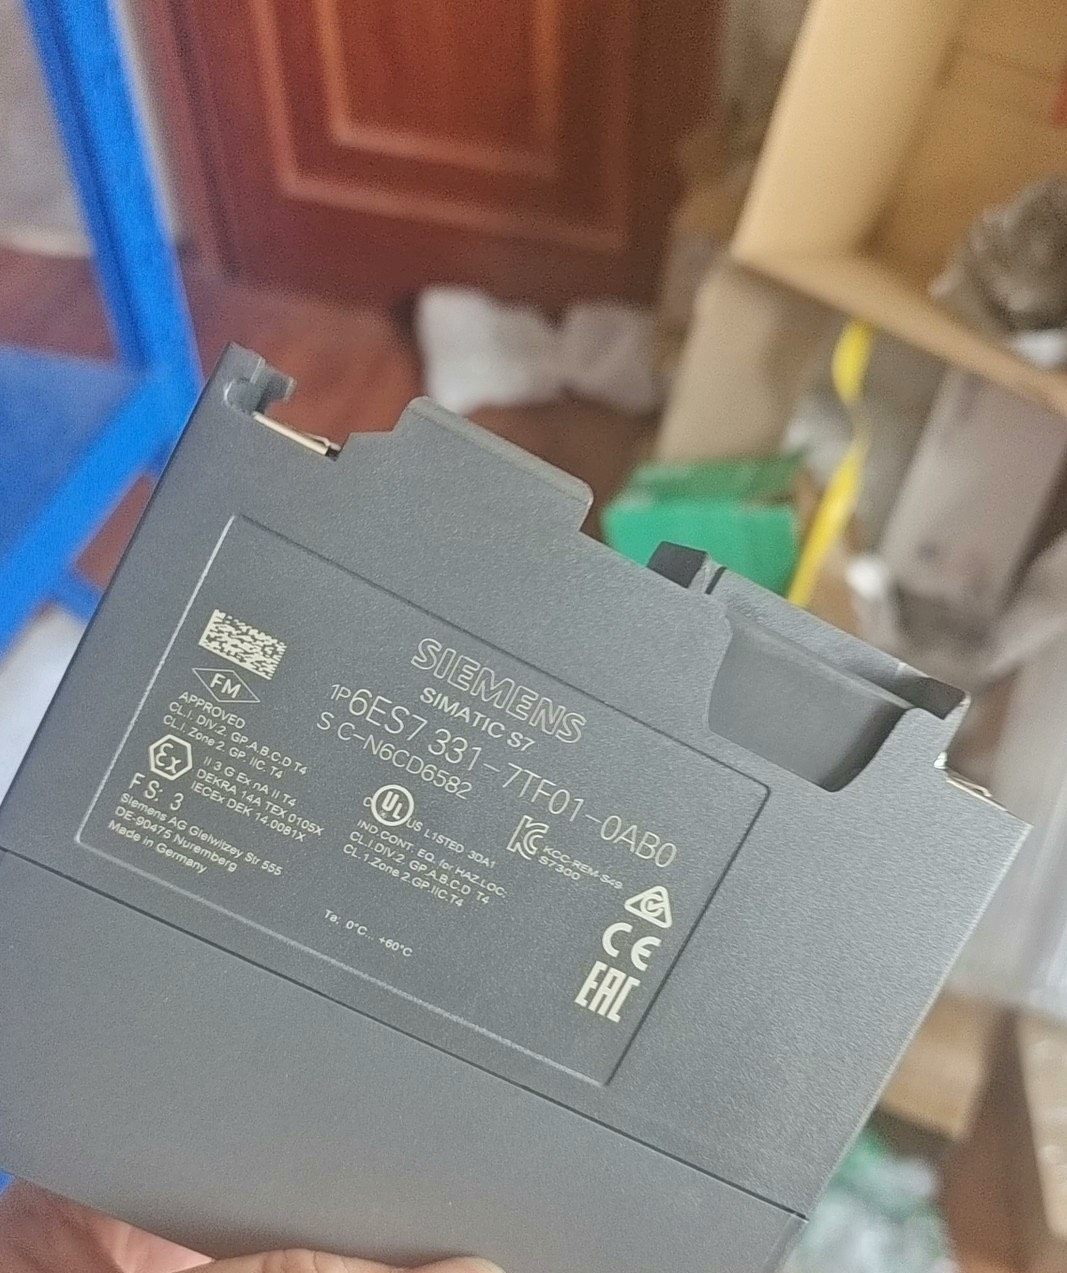 SIEMENS
SIMATIC S7
1P6ES7 331-7TF01-0AB0
S C-N6CD6582
FM
APPROVED
CL.I, DIV.2, GP.A.B.C.D T4
CL.I, Zone 2, GP.IIC, T4
Ex
II 3 G Ex nA II T4
DEKRA 14A TEX 0105X
IECEX DEK 14.0081X
FS: 3
Siemens AG Gleiwitzey Str 555
DE-90475 Nuremberg
Made in Germany
C UL US LISTED 3DA1
IND.CONT. EQ. for HAZ.LOC.
CL.I,DIV.2, GP.A.B.C.D T4
CL.1,Zone 2,GP.IIC,T4
KCC-REM-S49
S7300
Ta: 0°C... +60°C
CE
EAC